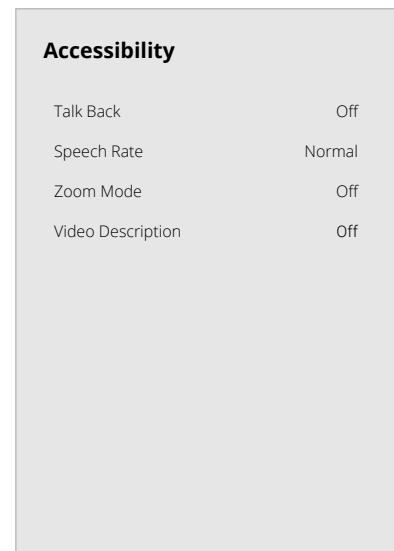 Accessibility
Talk Back Off
Speech Rate Normal
Zoom Mode Off
Video Description Off